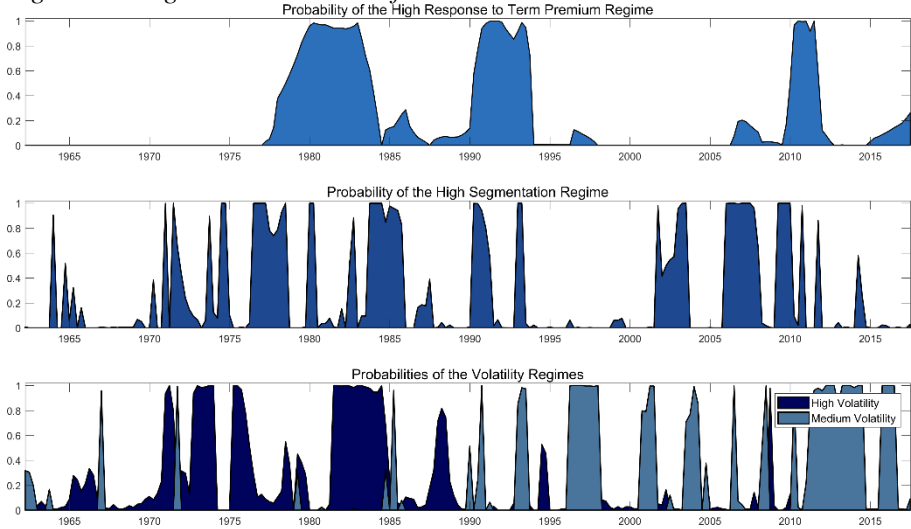 Probability of the High Response to Term Premium Regime
1
0.8
0.6
0.4
0.2
0
1965 1970 1975 1980 1985 1990 1995 2000 2005 2010 2015
Probability of the High Segmentation Regime
1
0.8
0.6
0.4
0.2
0
1965 1970 1975 1980 1985 1990 1995 2000 2005 2010 2015
Probabilities of the Volatility Regimes
1
0.8
0.6
0.4
0.2
0
High Volatility
Medium Volatility
1965 1970 1975 1980 1985 1990 1995 2000 2005 2010 2015